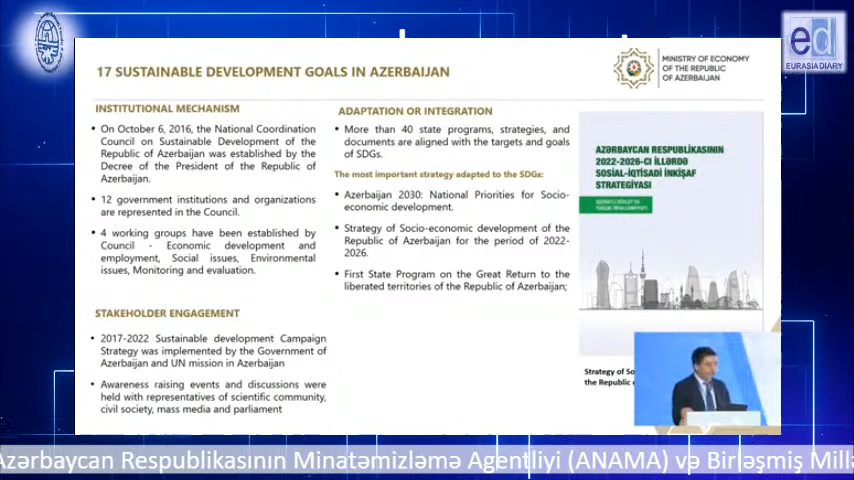 17 SUSTAINABLE DEVELOPMENT GOALS IN AZERBAIJAN
MINISTRY OF ECONOMY
OF THE REPUBLIC
OF AZERBAIJAN
ed
EURASIA DIARY
INSTITUTIONAL MECHANISM
• On October 6, 2016, the National Coordination
Council on Sustainable Development of the
Republic of Azerbaijan was established by the
Decree of the President of the Republic of
Azerbaijan.
• 12 government institutions and organizations
are represented in the Council.
• 4 working groups have been established by
Council - Economic development and
employment, Social issues, Environmental
issues, Monitoring and evaluation.
STAKEHOLDER ENGAGEMENT
• 2017-2022 Sustainable development Campaign
Strategy was implemented by the Government of
Azerbaijan and UN mission in Azerbaijan
• Awareness raising events and discussions were
held with representatives of scientific community,
civil society, mass media and parliament
ADAPTATION OR INTEGRATION
• More than 40 state programs, strategies, and
documents are aligned with the targets and goals
of SDGs.
The most important strategy adapted to the SDGs:
• Azerbaijan 2030: National Priorities for Socio-
economic development.
• Strategy of Socio-economic development of the
Republic of Azerbaijan for the period of 2022-
2026.
• First State Program on the Great Return to the
liberated territories of the Republic of Azerbaijan;
AZƏRBAYCAN RESPUBLİKASININ
2022-2026-CI İLLƏRDƏ
SOSİAL-İQTİSADİ İNKİŞAF
STRATEGİYASI
Strategy of So
the Republic
Azərbaycan Respublikasının Minatəmizləmə Agentliyi (ANAMA) və Birləşmiş Millə